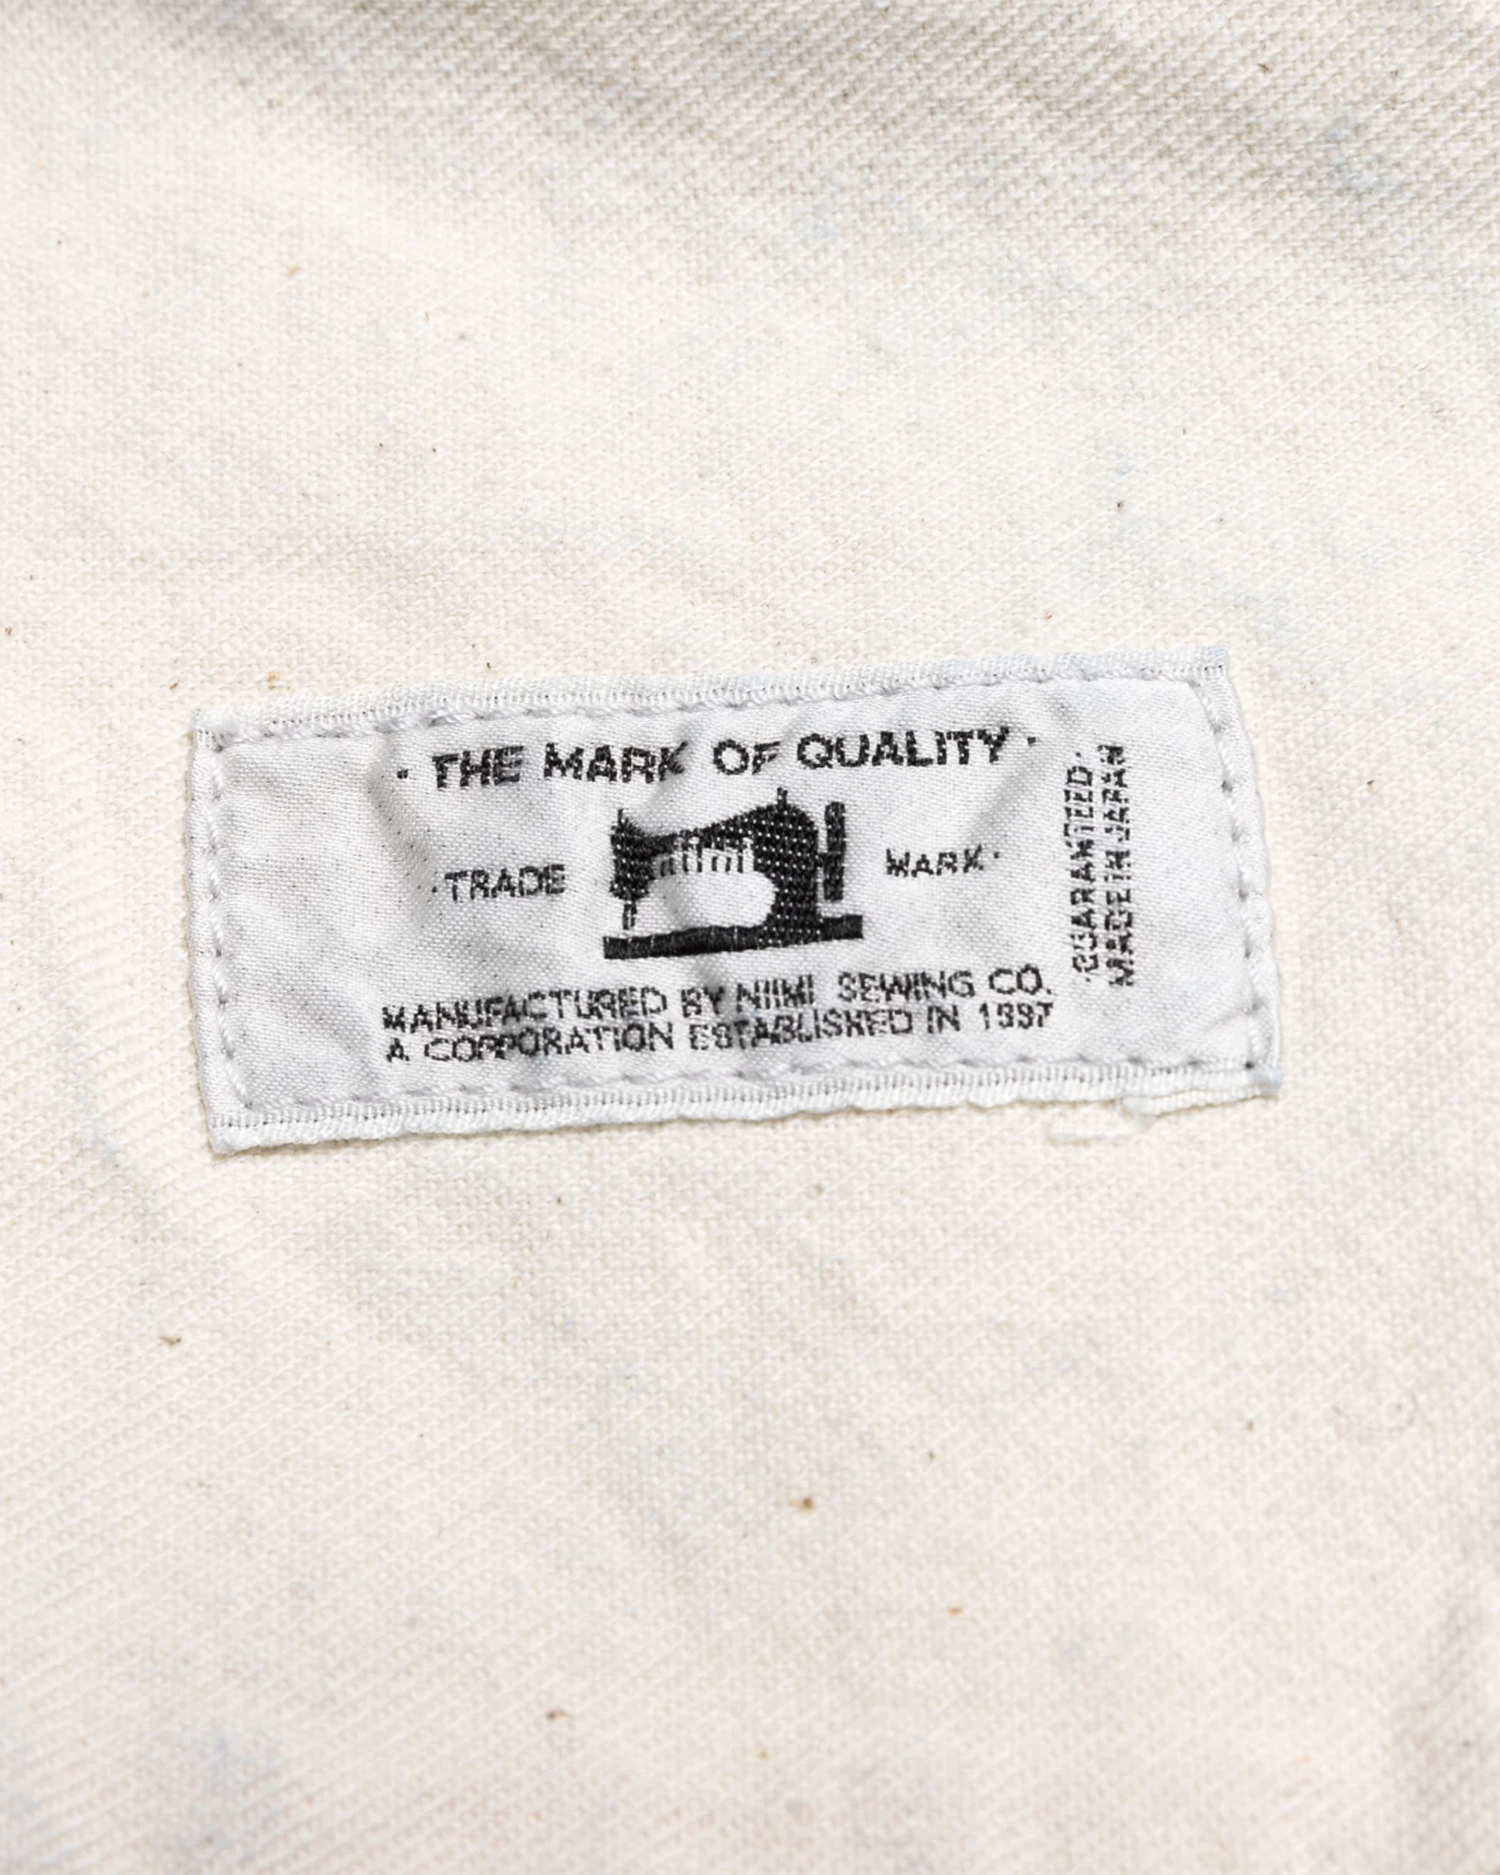 · THE MARK OF QUALITY ·
· TRADE MARK ·
MANUFACTURED BY NIIMI SEWING CO.
A CORPORATION ESTABLISHED IN 1997
· GUARANTEED ·
MADE IN JAPAN